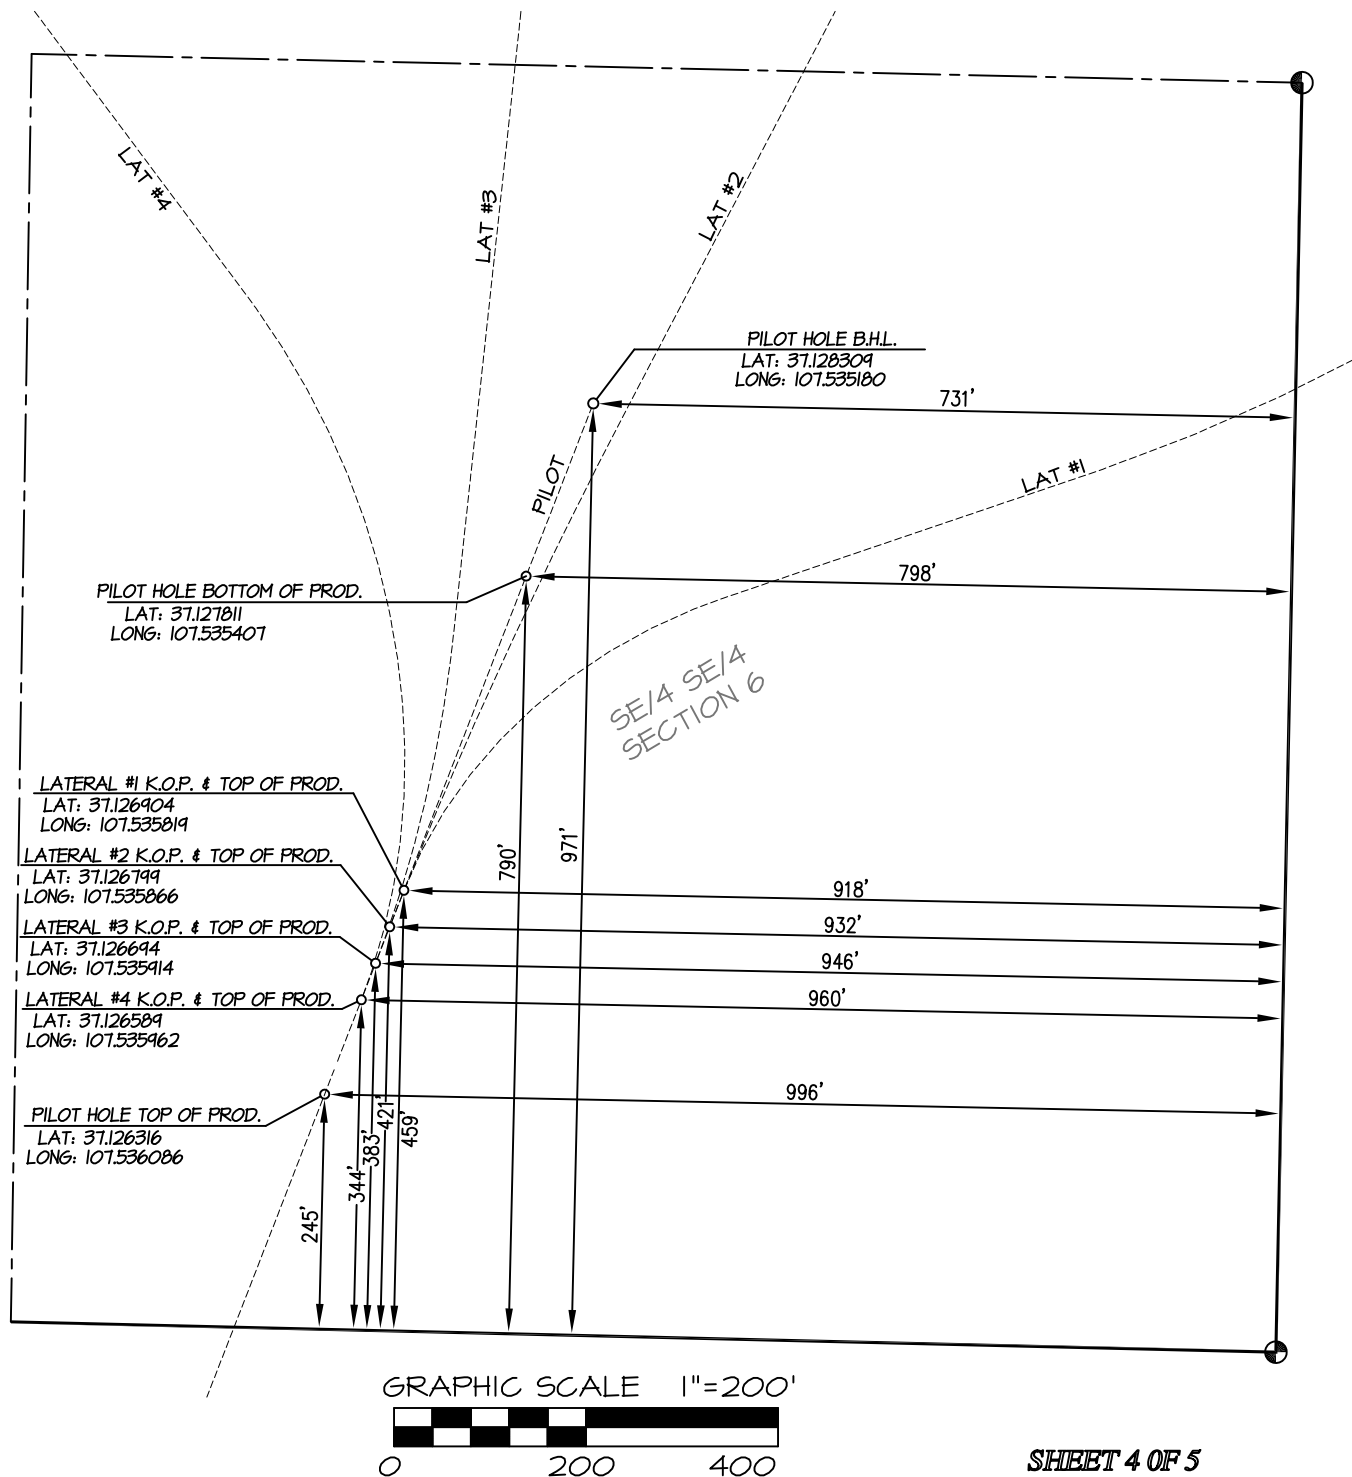 LAT #4
LAT #3
LAT #2
PILOT HOLE B.H.L.
LAT: 37.128309
LONG: 107.535180
731'
PILOT
LAT #1
798'
PILOT HOLE BOTTOM OF PROD.
LAT: 37.127811
LONG: 107.535407
SE/4 SE/4
SECTION 6
LATERAL #1 K.O.P. & TOP OF PROD.
LAT: 37.126904
LONG: 107.535819
790'
971'
LATERAL #2 K.O.P. & TOP OF PROD.
LAT: 37.126799
LONG: 107.535866
918'
932'
LATERAL #3 K.O.P. & TOP OF PROD.
LAT: 37.126694
LONG: 107.535914
946'
LATERAL #4 K.O.P. & TOP OF PROD.
LAT: 37.126589
LONG: 107.535962
960'
996'
PILOT HOLE TOP OF PROD.
LAT: 37.126316
LONG: 107.536086
245'
344'
383'
421'
459'
GRAPHIC SCALE 1"=200'
0 200 400
SHEET 4 OF 5